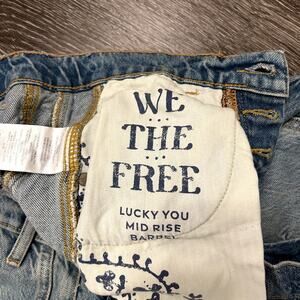 WE
THE
FREE
LUCKY YOU
MID RISE
BARREL